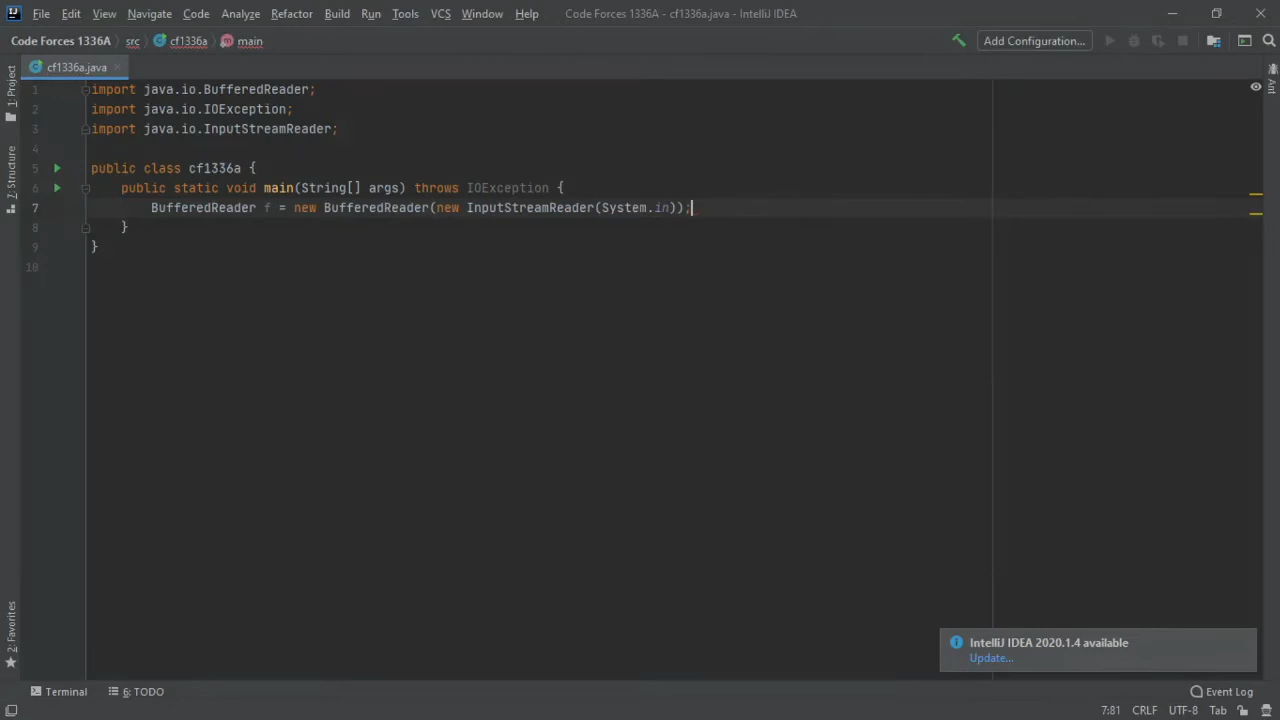 File Edit View Navigate Code Analyze Refactor Build Run Tools VCS Window Help Code Forces 1336A - cf1336a.java - IntelliJ IDEA
Code Forces 1336A src cf1336a main Add Configuration...
cf1336a.java
1: Project
7: Structure
2: Favorites
Ant
1 import java.io.BufferedReader;
2 import java.io.IOException;
3 import java.io.InputStreamReader;
4
5 public class cf1336a {
6 public static void main(String[] args) throws IOException {
7 BufferedReader f = new BufferedReader(new InputStreamReader(System.in));
8 }
9 }
10
IntelliJ IDEA 2020.1.4 available
Update...
Terminal 6: TODO Event Log
7:81 CRLF UTF-8 Tab